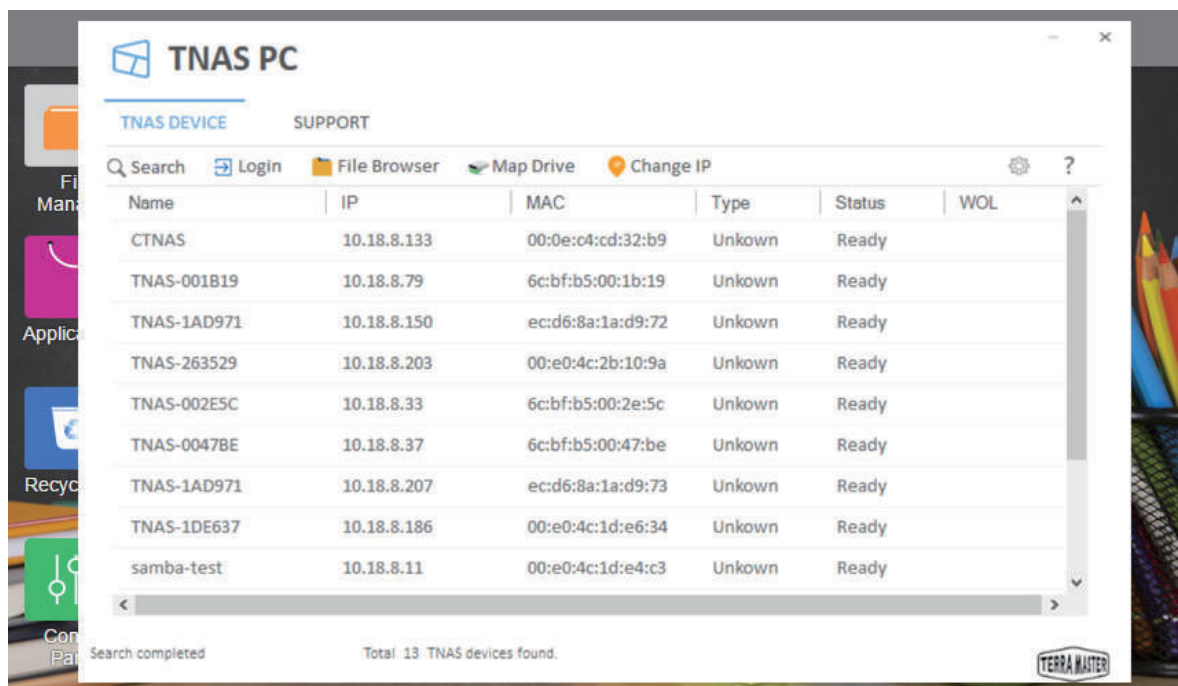 TNAS PC
TNAS DEVICE SUPPORT
Search Login File Browser Map Drive Change IP ?
Name IP MAC Type Status WOL
CTNAS 10.18.8.133 00:0e:c4:cd:32:b9 Unkown Ready
TNAS-001B19 10.18.8.79 6c:bf:b5:00:1b:19 Unkown Ready
TNAS-1AD971 10.18.8.150 ec:d6:8a:1a:d9:72 Unkown Ready
TNAS-263529 10.18.8.203 00:e0:4c:2b:10:9a Unkown Ready
TNAS-002E5C 10.18.8.33 6c:bf:b5:00:2e:5c Unkown Ready
TNAS-0047BE 10.18.8.37 6c:bf:b5:00:47:be Unkown Ready
TNAS-1AD971 10.18.8.207 ec:d6:8a:1a:d9:73 Unkown Ready
TNAS-1DE637 10.18.8.186 00:e0:4c:1d:e6:34 Unkown Ready
samba-test 10.18.8.11 00:e0:4c:1d:e4:c3 Unkown Ready
Search completed Total 13 TNAS devices found.
TERRA MASTER
Fi
Mana
Applica
Recyc
Con
Pa